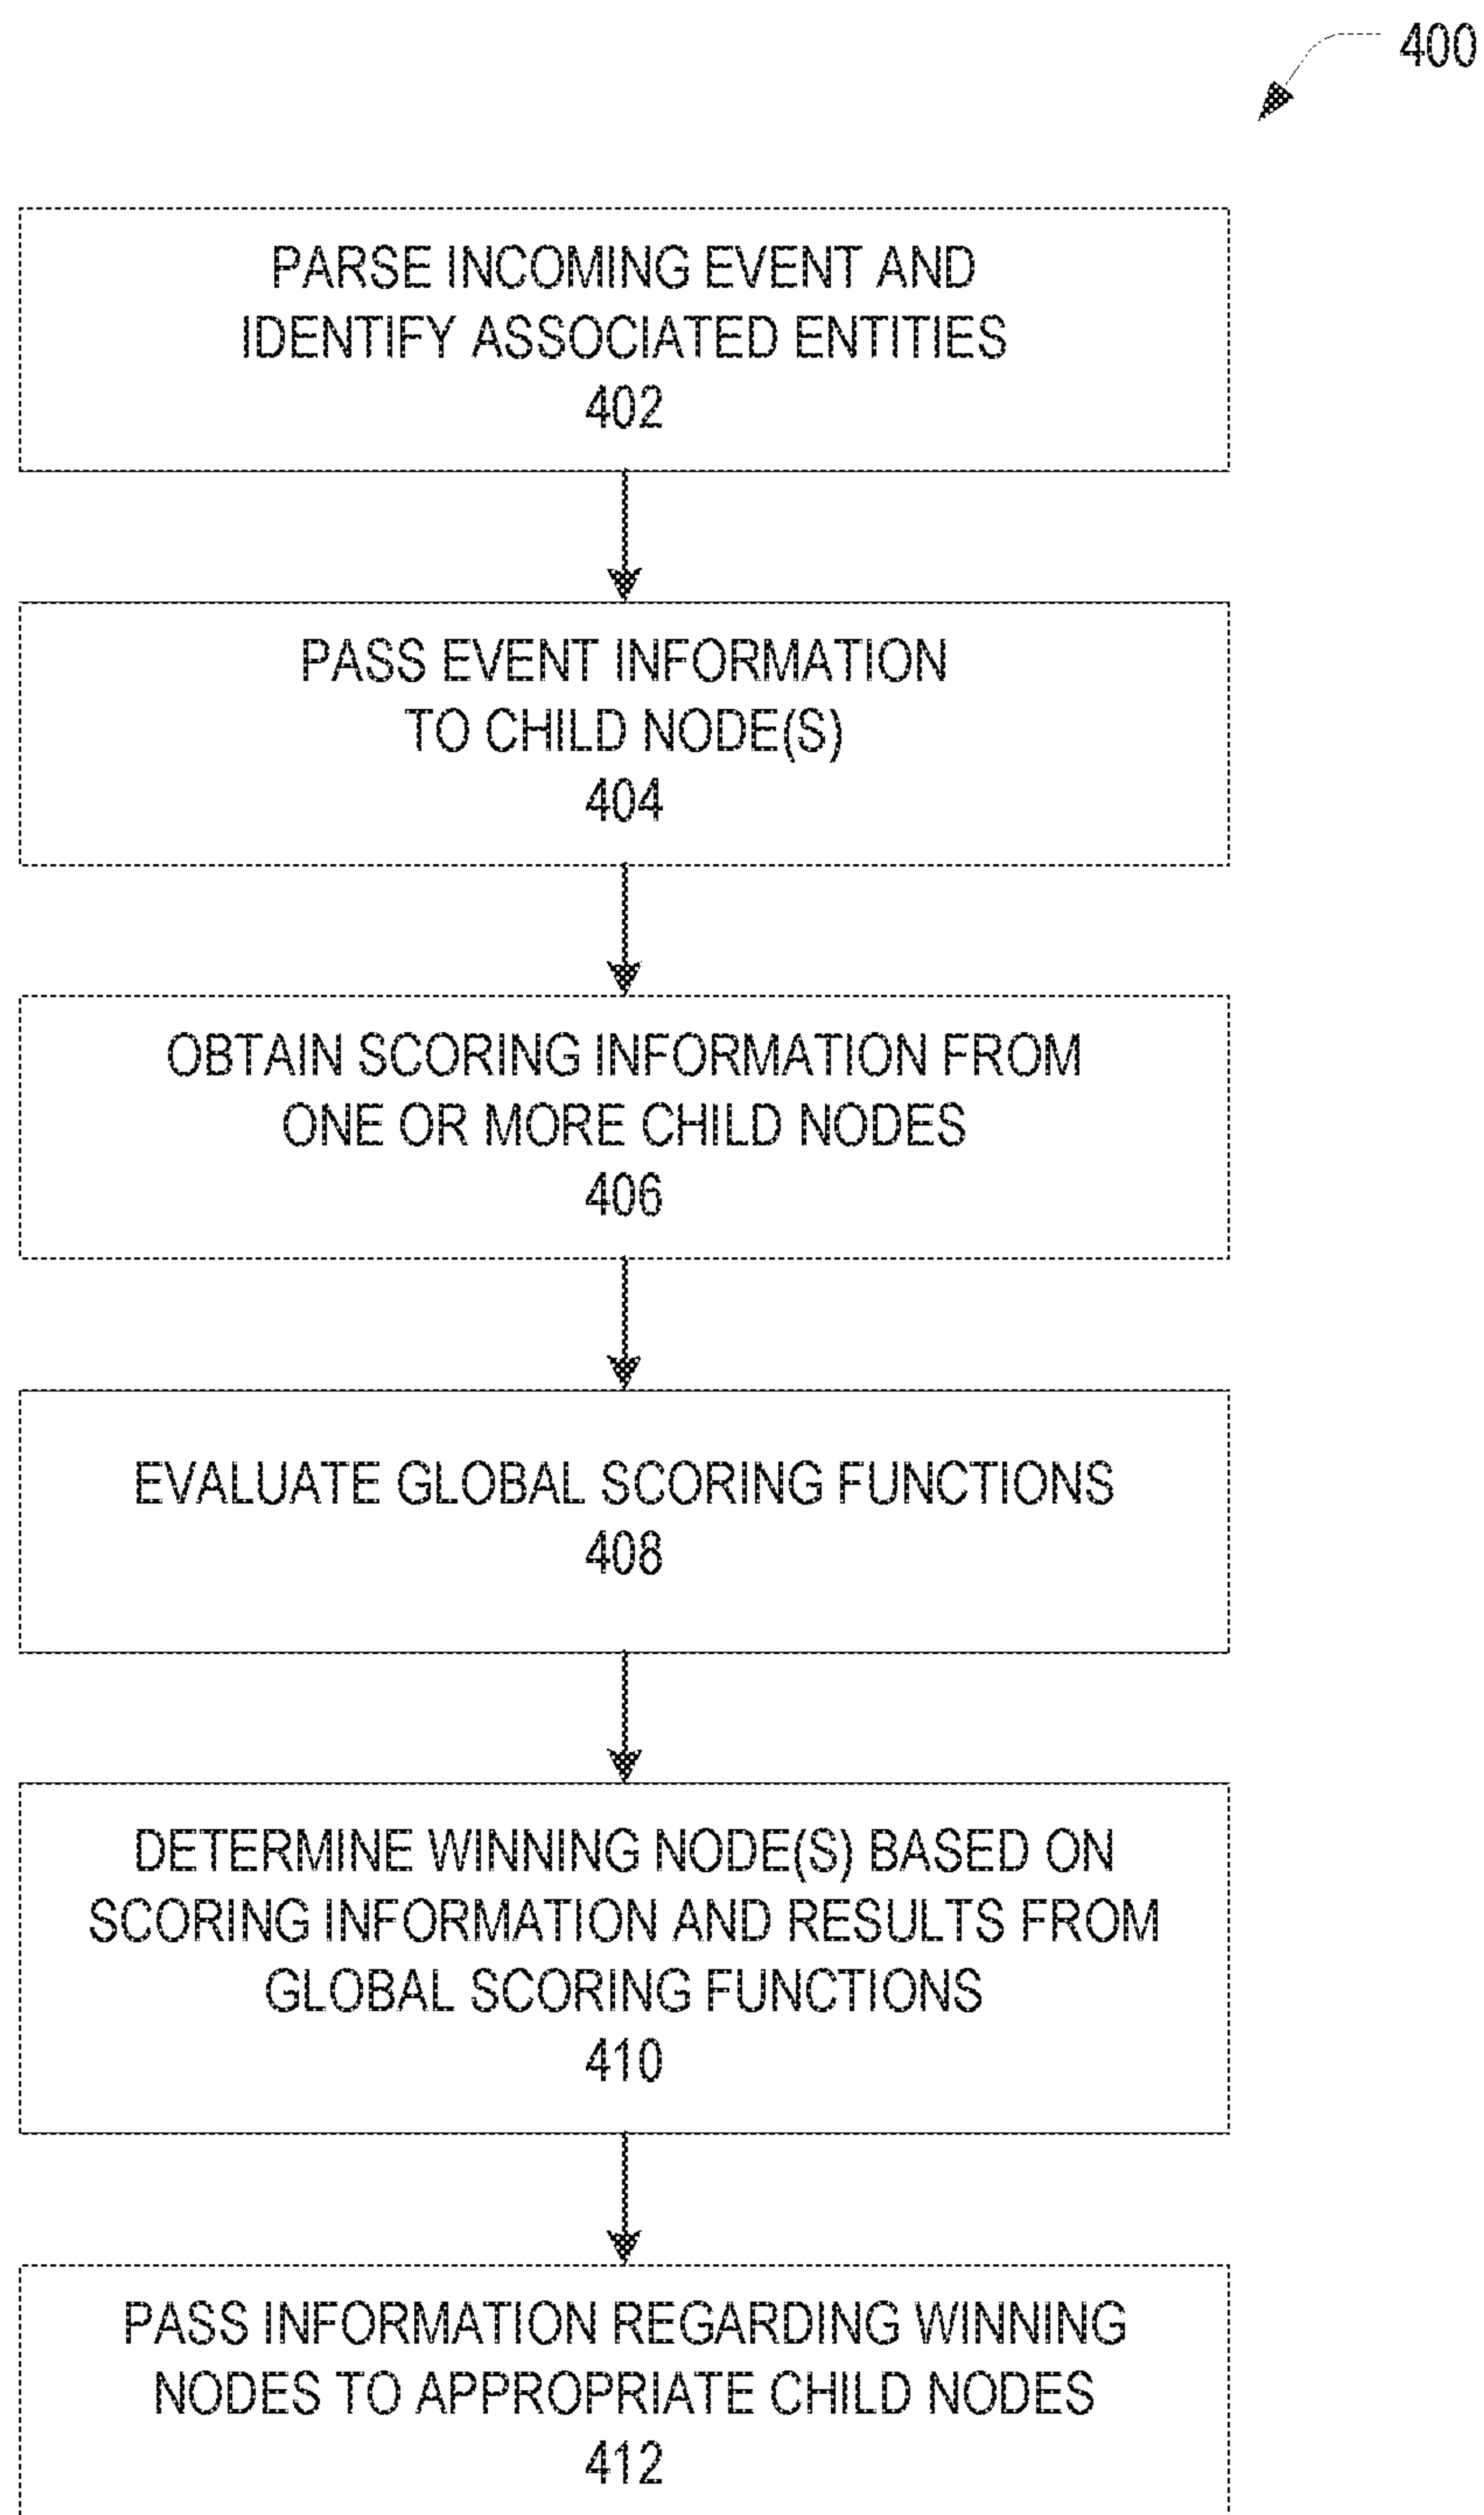 400
PARSE INCOMING EVENT AND
IDENTIFY ASSOCIATED ENTITIES
402
PASS EVENT INFORMATION
TO CHILD NODE(S)
404
OBTAIN SCORING INFORMATION FROM
ONE OR MORE CHILD NODES
406
EVALUATE GLOBAL SCORING FUNCTIONS
408
DETERMINE WINNING NODE(S) BASED ON
SCORING INFORMATION AND RESULTS FROM
GLOBAL SCORING FUNCTIONS
410
PASS INFORMATION REGARDING WINNING
NODES TO APPROPRIATE CHILD NODES
412